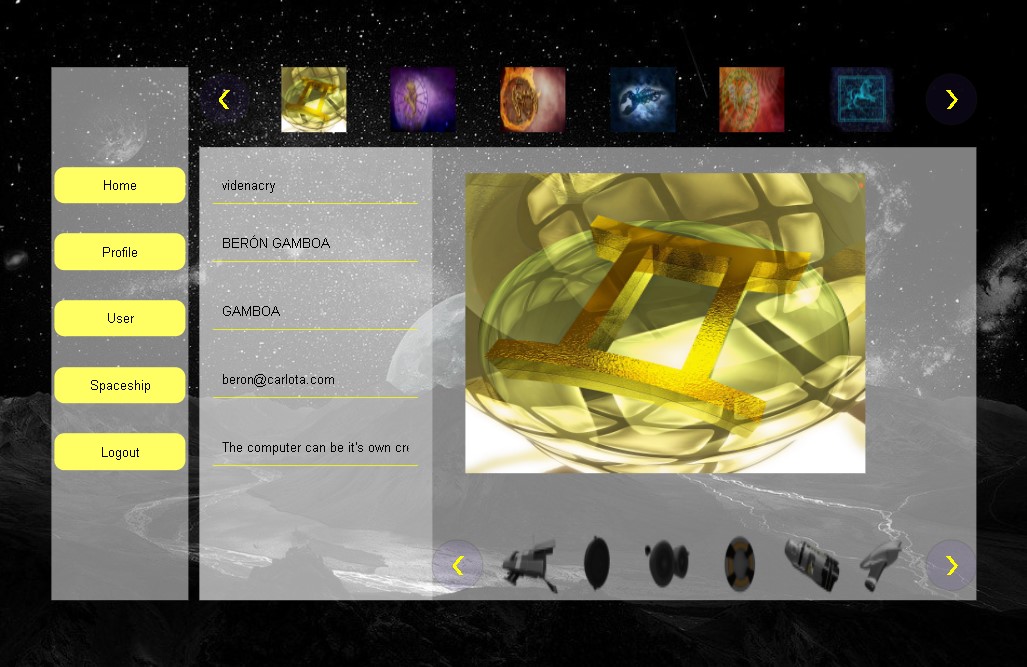 Home
Profile
User
Spaceship
Logout
videnacry
BERÓN GAMBOA
GAMBOA
beron@carlota.com
The computer can be it's own cr